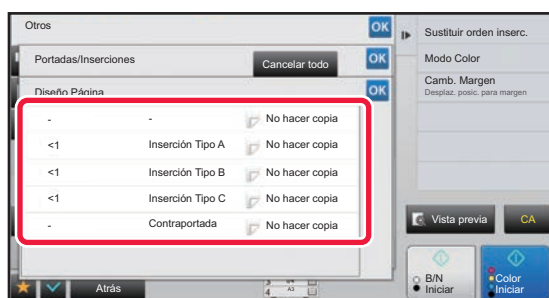 Otros
OK
Portadas/Inserciones
Cancelar todo
OK
Diseño Página
OK
- - No hacer copia
<1 Inserción Tipo A No hacer copia
<1 Inserción Tipo B No hacer copia
<1 Inserción Tipo C No hacer copia
- Contraportada No hacer copia
Atrás
A3
4
Sustituir orden inserc.
Modo Color
Camb. Margen
Desplaz. posic. para margen
Vista previa
CA
B/N
Iniciar
Color
Iniciar